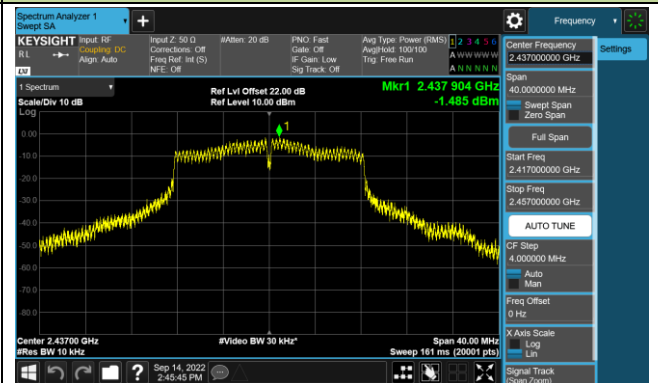 Spectrum Analyzer 1
Swept SA
Frequency
KEYSIGHT
RL
Input: RF
Coupling: DC
Align: Auto
Input Z: 50 Ω
Corrections: Off
Freq Ref: Int (S)
NFE: Off
#Atten: 20 dB
PNO: Fast
Gate: Off
IF Gain: Low
Sig Track: Off
Avg Type: Power (RMS)
Avg|Hold: 100/100
Trig: Free Run
1 2 3 4 5 6
A W W W W W
A N N N N N
LXI
1 Spectrum
Scale/Div 10 dB
Log
Ref Lvl Offset 22.00 dB
Ref Level 10.00 dBm
Mkr1 2.437 904 GHz
-1.485 dBm
1
0.00
-10.0
-20.0
-30.0
-40.0
-50.0
-60.0
-70.0
-80.0
Center 2.43700 GHz
#Res BW 10 kHz
#Video BW 30 kHz*
Span 40.00 MHz
Sweep 161 ms (20001 pts)
Sep 14, 2022
2:45:45 PM
Center Frequency
2.437000000 GHz
Span
40.0000000 MHz
Swept Span
Zero Span
Full Span
Start Freq
2.417000000 GHz
Stop Freq
2.457000000 GHz
AUTO TUNE
CF Step
4.000000 MHz
Auto
Man
Freq Offset
0 Hz
X Axis Scale
Log
Lin
Signal Track
(Span Zoom)
Settings